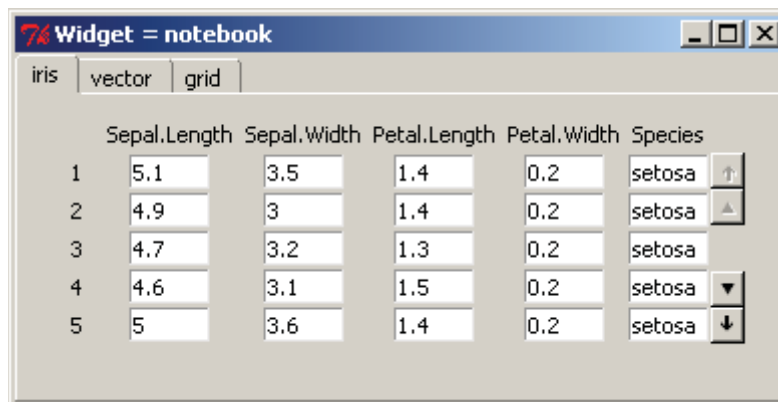 Widget = notebook
iris vector grid
Sepal.Length Sepal.Width Petal.Length Petal.Width Species
1 5.1 3.5 1.4 0.2 setosa
2 4.9 3 1.4 0.2 setosa
3 4.7 3.2 1.3 0.2 setosa
4 4.6 3.1 1.5 0.2 setosa
5 5 3.6 1.4 0.2 setosa